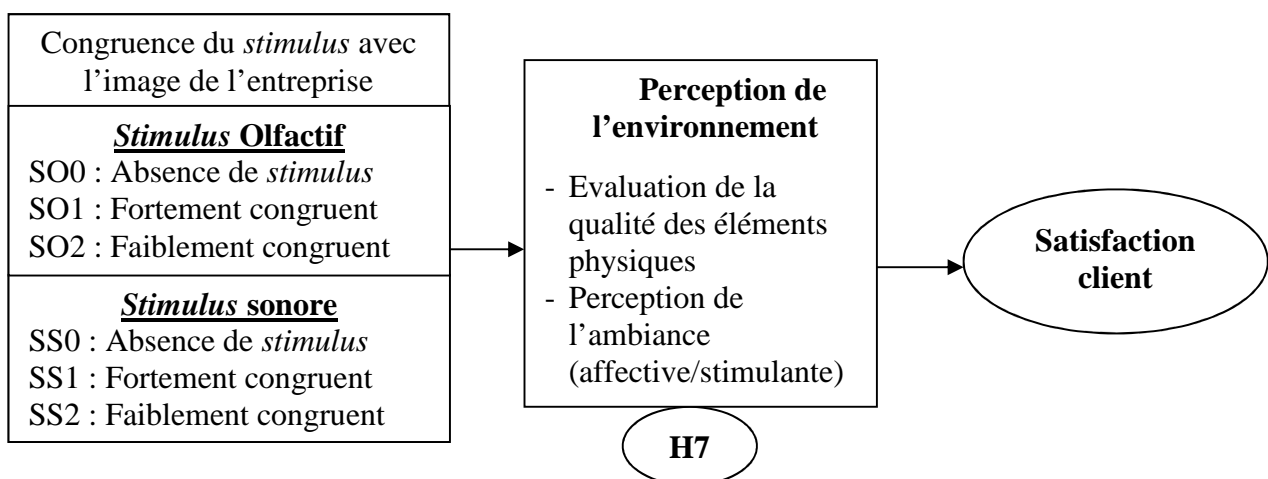 Congruence du stimulus avec
l’image de l’entreprise
Stimulus Olfactif
SO0 : Absence de stimulus
SO1 : Fortement congruent
SO2 : Faiblement congruent
Stimulus sonore
SS0 : Absence de stimulus
SS1 : Fortement congruent
SS2 : Faiblement congruent
Perception de
l’environnement
- Evaluation de la
qualité des éléments
physiques
- Perception de
l’ambiance
(affective/stimulante)
H7
Satisfaction
client